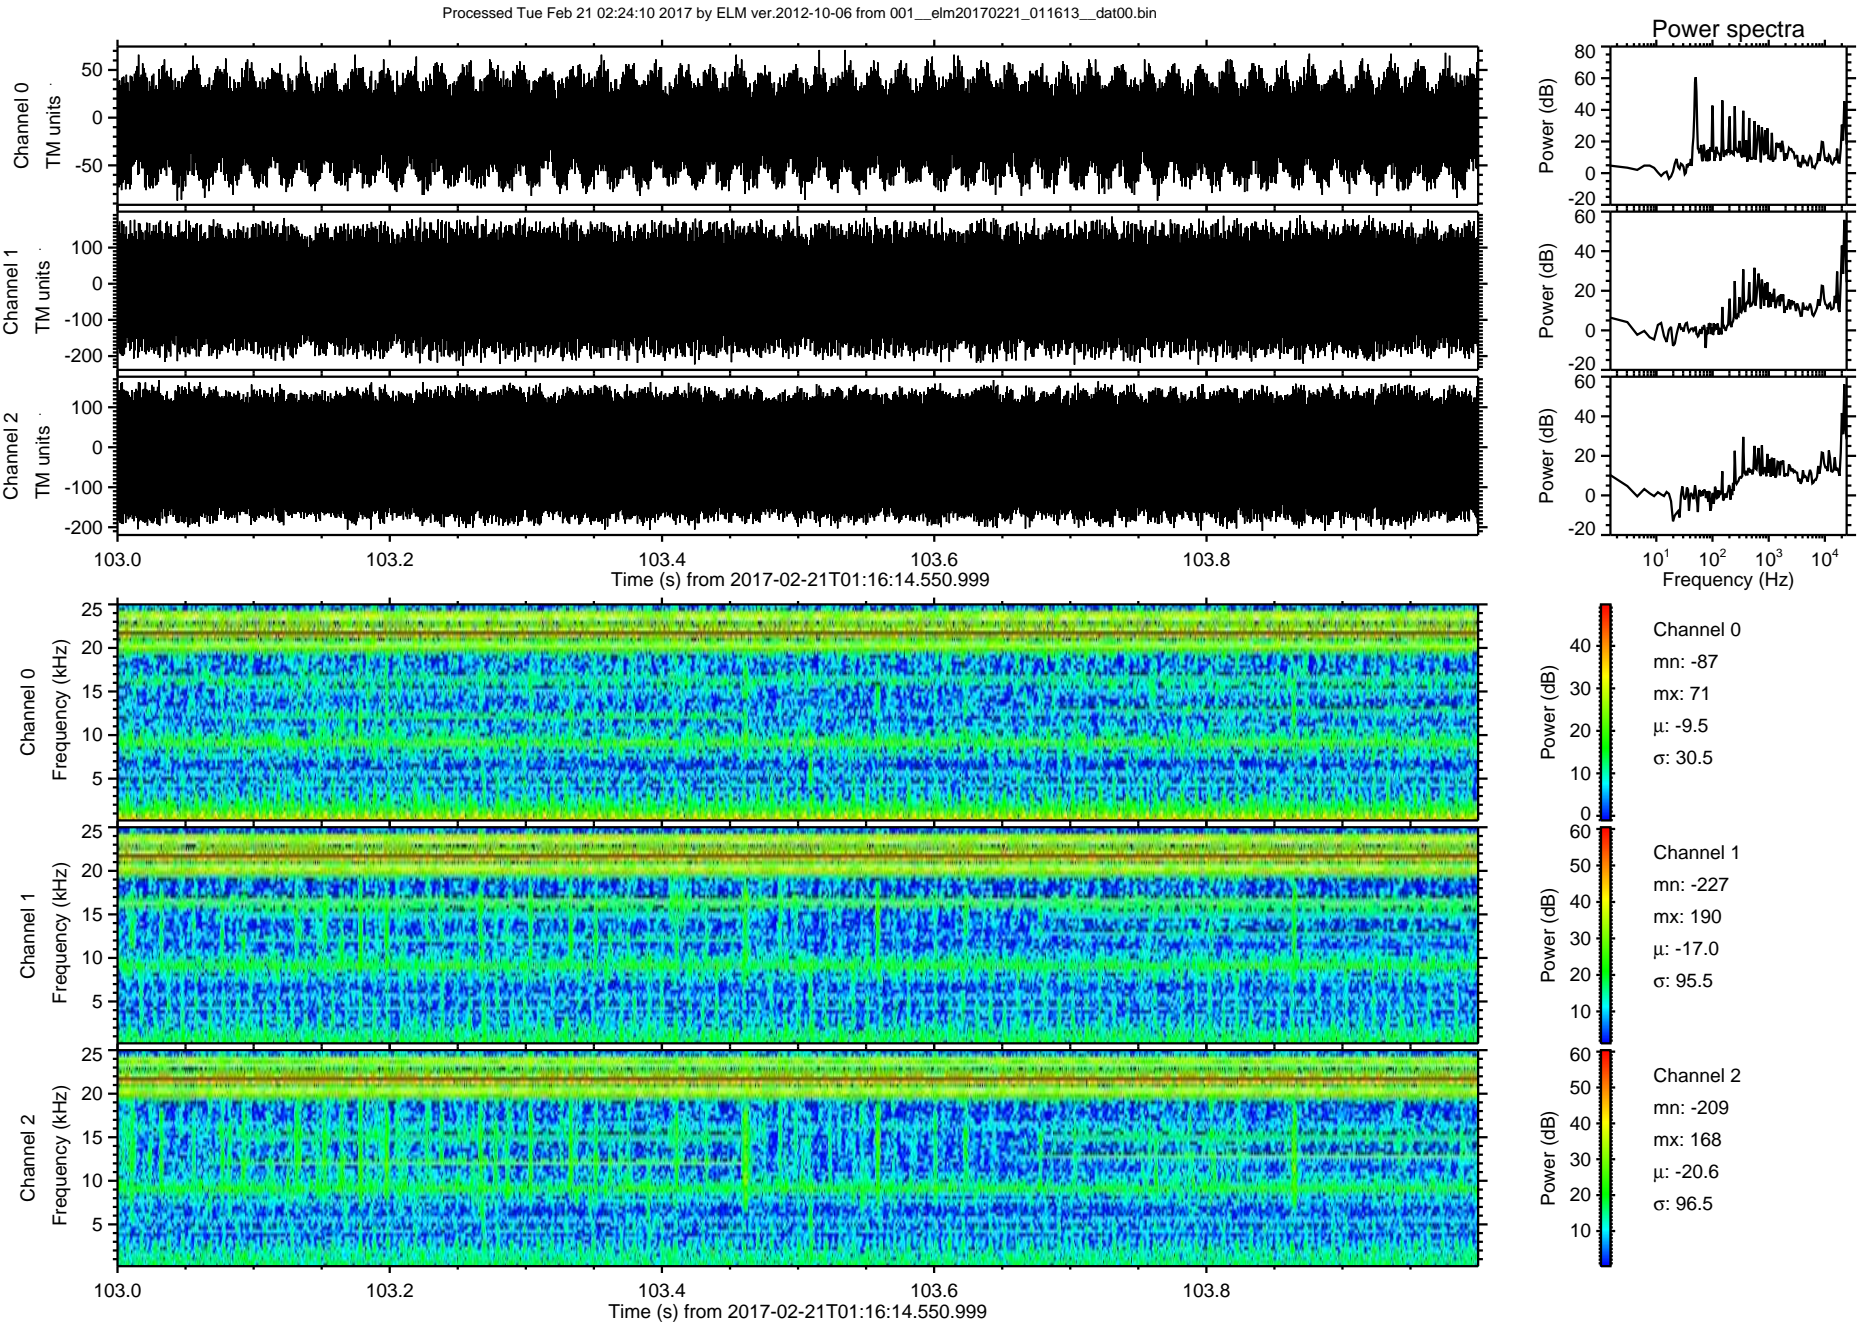 Processed Tue Feb 21 02:24:10 2017 by ELM ver.2012-10-06 from 001__elm20170221_011613__dat00.bin
Power spectra
Channel 0
TM units
50
0
-50
Power (dB)
80
60
40
20
0
-20
Channel 1
TM units
100
0
-100
-200
Power (dB)
60
40
20
0
-20
Channel 2
TM units
100
0
-100
-200
Power (dB)
60
40
20
0
-20
103.0 103.2 103.4 103.6 103.8
Time (s) from 2017-02-21T01:16:14.550.999
10¹ 10² 10³ 10⁴
Frequency (Hz)
Channel 0
Frequency (kHz)
25
20
15
10
5
Power (dB)
40
30
20
10
0
Channel 0
mn: -87
mx: 71
μ: -9.5
σ: 30.5
Channel 1
Frequency (kHz)
25
20
15
10
5
Power (dB)
60
50
40
30
20
10
Channel 1
mn: -227
mx: 190
μ: -17.0
σ: 95.5
Channel 2
Frequency (kHz)
25
20
15
10
5
Power (dB)
60
50
40
30
20
10
Channel 2
mn: -209
mx: 168
μ: -20.6
σ: 96.5
103.0 103.2 103.4 103.6 103.8
Time (s) from 2017-02-21T01:16:14.550.999